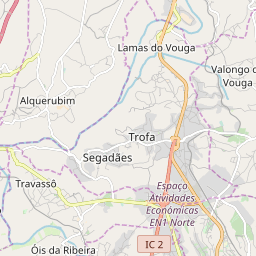 Lamas do Vouga
Valongo do
Vouga
Alquerubim
Trofa
Segadães
Travassô
Espaço
Atividades
Económicas
EN1 Norte
IC 2
Óis da Ribeira